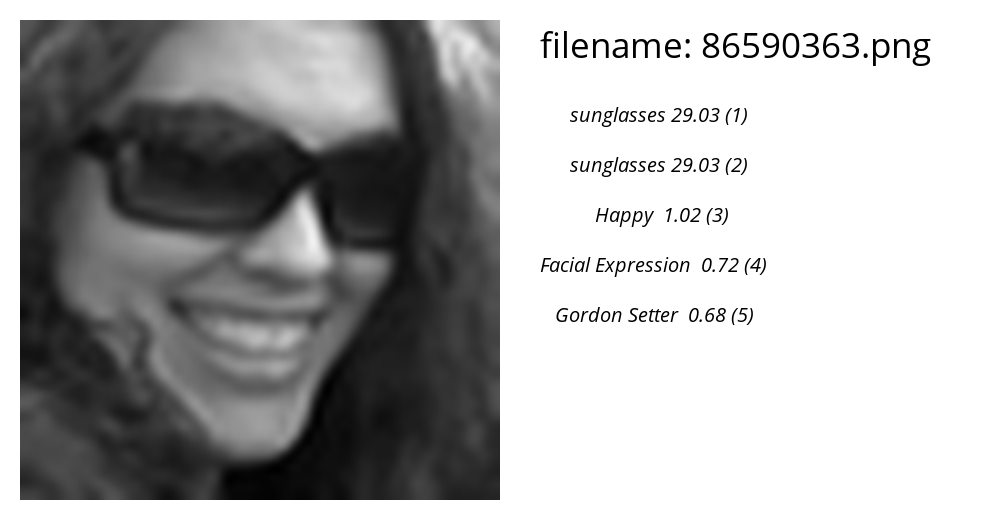 filename: 86590363.png
sunglasses 29.03 (1)
sunglasses 29.03 (2)
Happy 1.02 (3)
Facial Expression 0.72 (4)
Gordon Setter 0.68 (5)